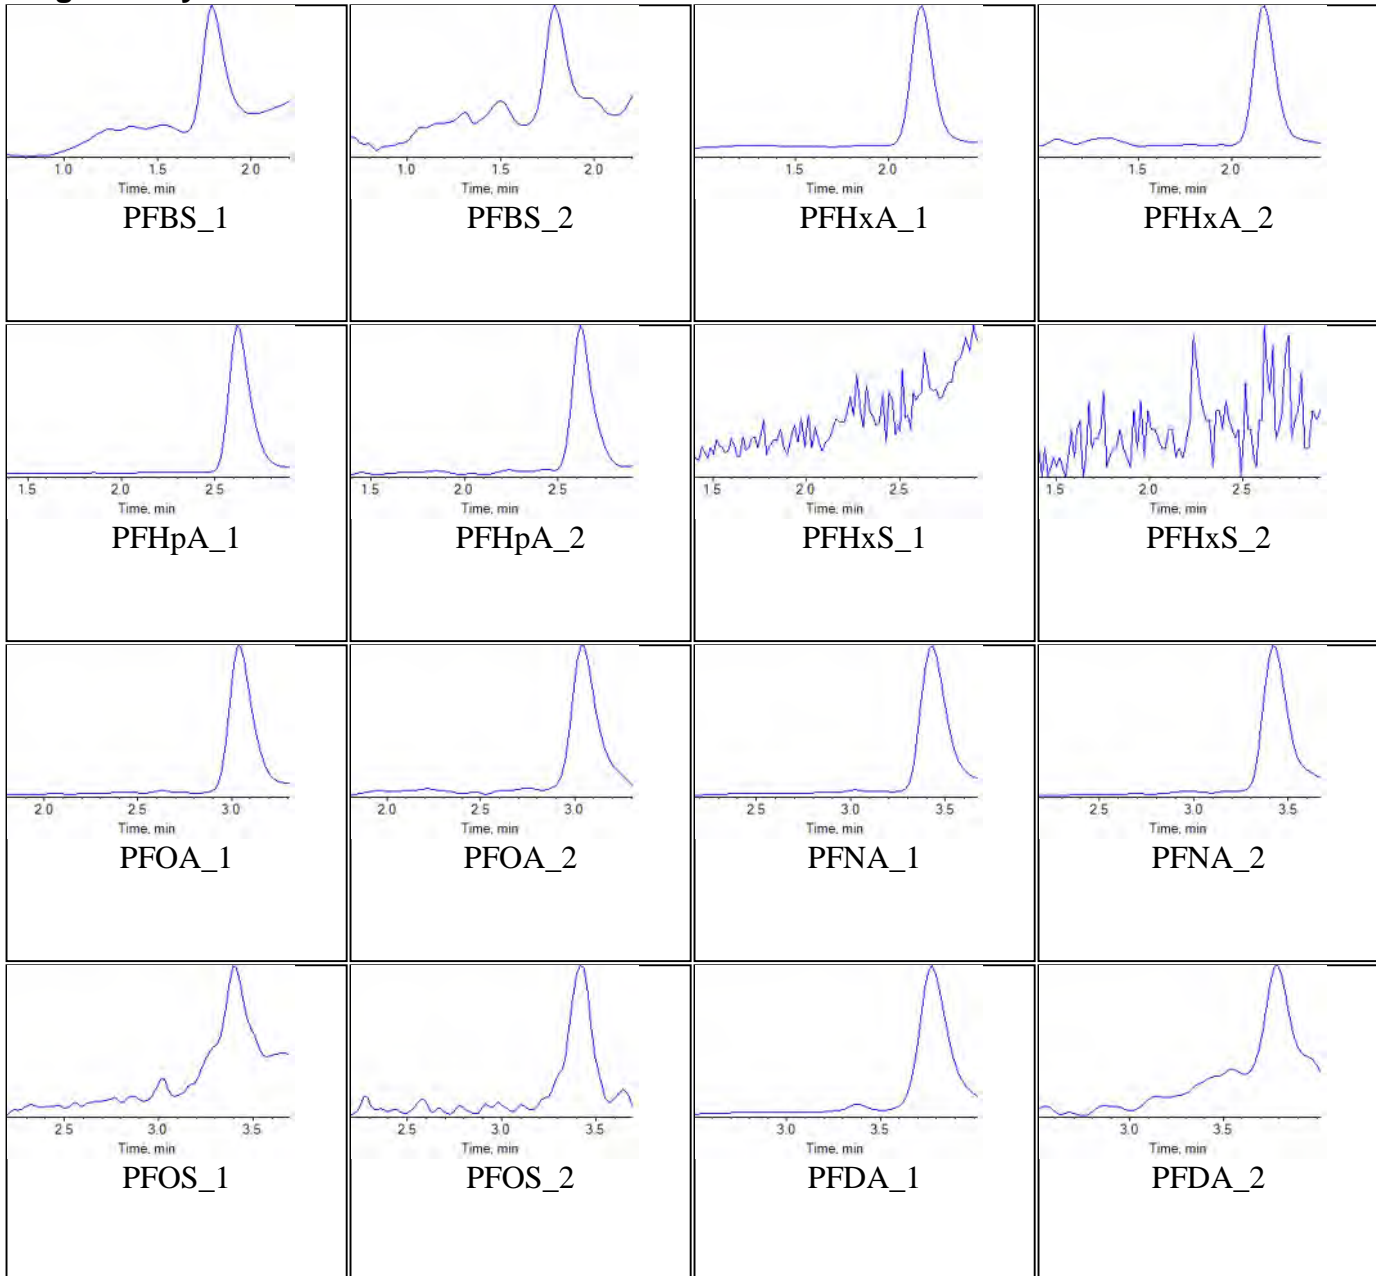 1.0 1.5 2.0 1.0 1.5 2.0 1.5 2.0 1.5 2.0
Time, min Time, min Time, min Time, min
PFBS_1 PFBS_2 PFHxA_1 PFHxA_2
1.5 2.0 2.5 1.5 2.0 2.5 1.5 2.0 2.5 1.5 2.0 2.5
Time, min Time, min Time, min Time, min
PFHpA_1 PFHpA_2 PFHxS_1 PFHxS_2
2.0 2.5 3.0 2.0 2.5 3.0 2.5 3.0 3.5 2.5 3.0 3.5
Time, min Time, min Time, min Time, min
PFOA_1 PFOA_2 PFNA_1 PFNA_2
2.5 3.0 3.5 2.5 3.0 3.5 3.0 3.5 3.0 3.5
Time, min Time, min Time, min Time, min
PFOS_1 PFOS_2 PFDA_1 PFDA_2